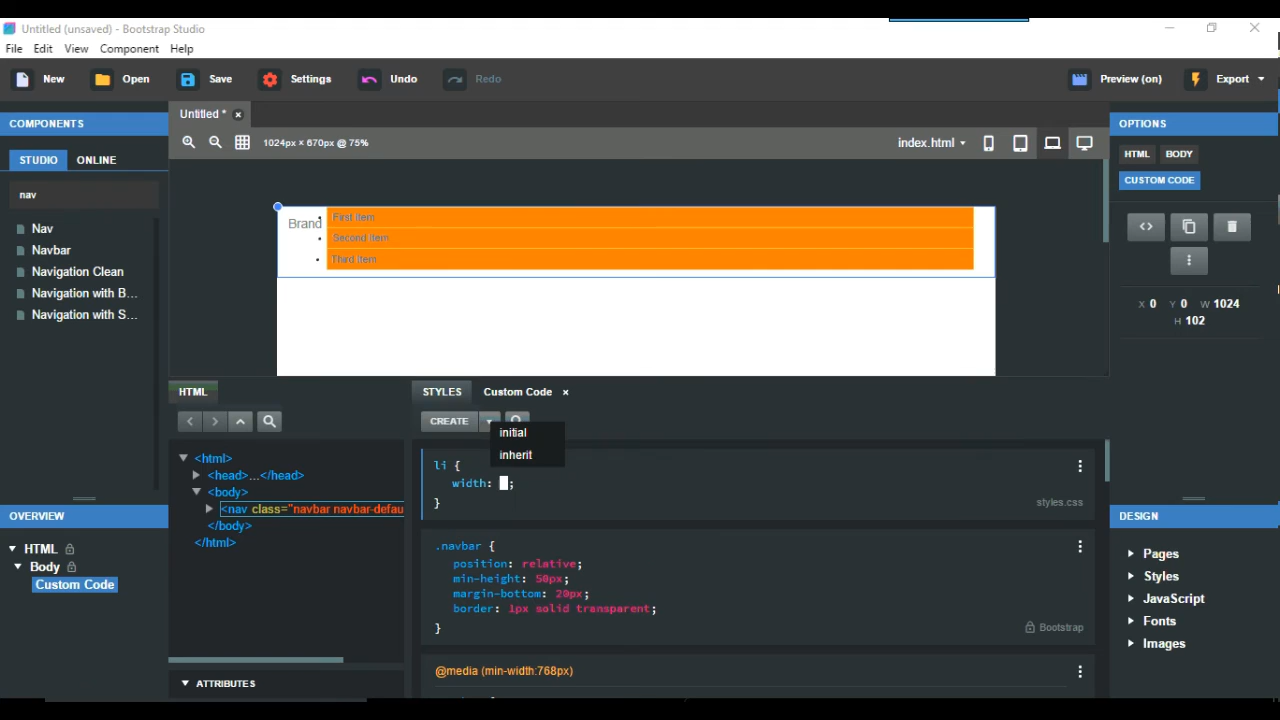 Untitled (unsaved) - Bootstrap Studio
File Edit View Component Help
New Open Save Settings Undo Redo Preview (on) Export
COMPONENTS
STUDIO ONLINE
nav
Nav
Navbar
Navigation Clean
Navigation with B...
Navigation with S...
OVERVIEW
HTML
Body
Custom Code
Untitled *
1024px × 670px @ 75%
index.html
Brand
First Item
Second Item
Third Item
HTML
<html>
<head>...</head>
<body>
<nav class="navbar navbar-defau
</body>
</html>
ATTRIBUTES
STYLES Custom Code ×
CREATE
initial
inherit
li {
width: ;
}
styles.css
.navbar {
position: relative;
min-height: 50px;
margin-bottom: 20px;
border: 1px solid transparent;
}
Bootstrap
@media (min-width:768px)
OPTIONS
HTML BODY
CUSTOM CODE
X 0 Y 0 W 1024
H 102
DESIGN
Pages
Styles
JavaScript
Fonts
Images